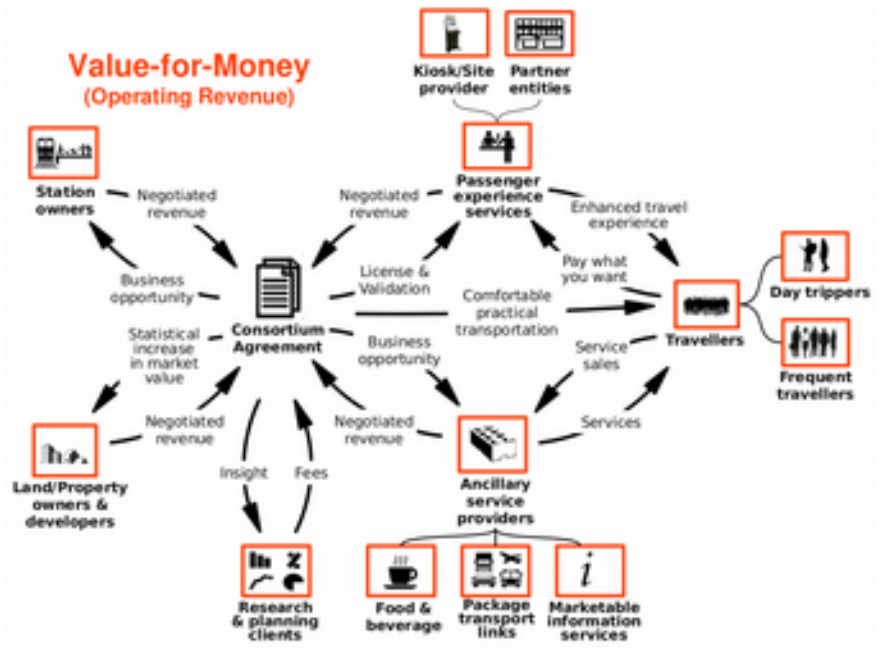 Value-for-Money
(Operating Revenue)
Kiosk/Site
provider
Partner
entities
Station
owners
Negotiated
revenue
Negotiated
revenue
Passenger
experience
services
Enhanced travel
experience
Business
opportunity
License &
Validation
Pay what
you want
Day trippers
Statistical
increase
in market
value
Consortium
Agreement
Comfortable
practical
transportation
Business
opportunity
Travellers
Service
sales
Frequent
travellers
Negotiated
revenue
Negotiated
revenue
Services
Land/Property
owners &
developers
Insight
Fees
Ancillary
service
providers
i
Research
& planning
clients
Food &
beverage
Package
transport
links
Marketable
information
services